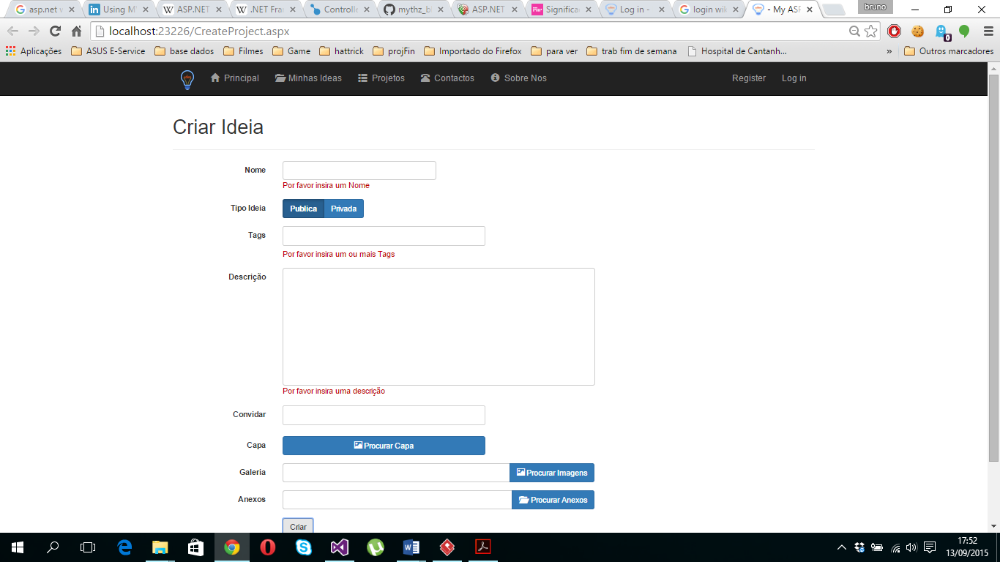 asp.net v
Using M
ASP.NET
.NET Fran
Controlle
mythz_b
ASP.NET
Significa
Log in -
login wik
- My ASP
bruno
localhost:23226/CreateProject.aspx
0
Aplicações
ASUS E-Service
base dados
Filmes
Game
hattrick
projFin
Importado do Firefox
para ver
trab fim de semana
Hospital de Cantanh...
»
Outros marcadores
Principal
Minhas Ideas
Projetos
Contactos
Sobre Nos
Register
Log in
Criar Ideia
Nome
Por favor insira um Nome
Tipo Ideia
Publica
Privada
Tags
Por favor insira um ou mais Tags
Descrição
Por favor insira uma descrição
Convidar
Capa
Procurar Capa
Galeria
Procurar Imagens
Anexos
Procurar Anexos
Criar
17:52
13/09/2015